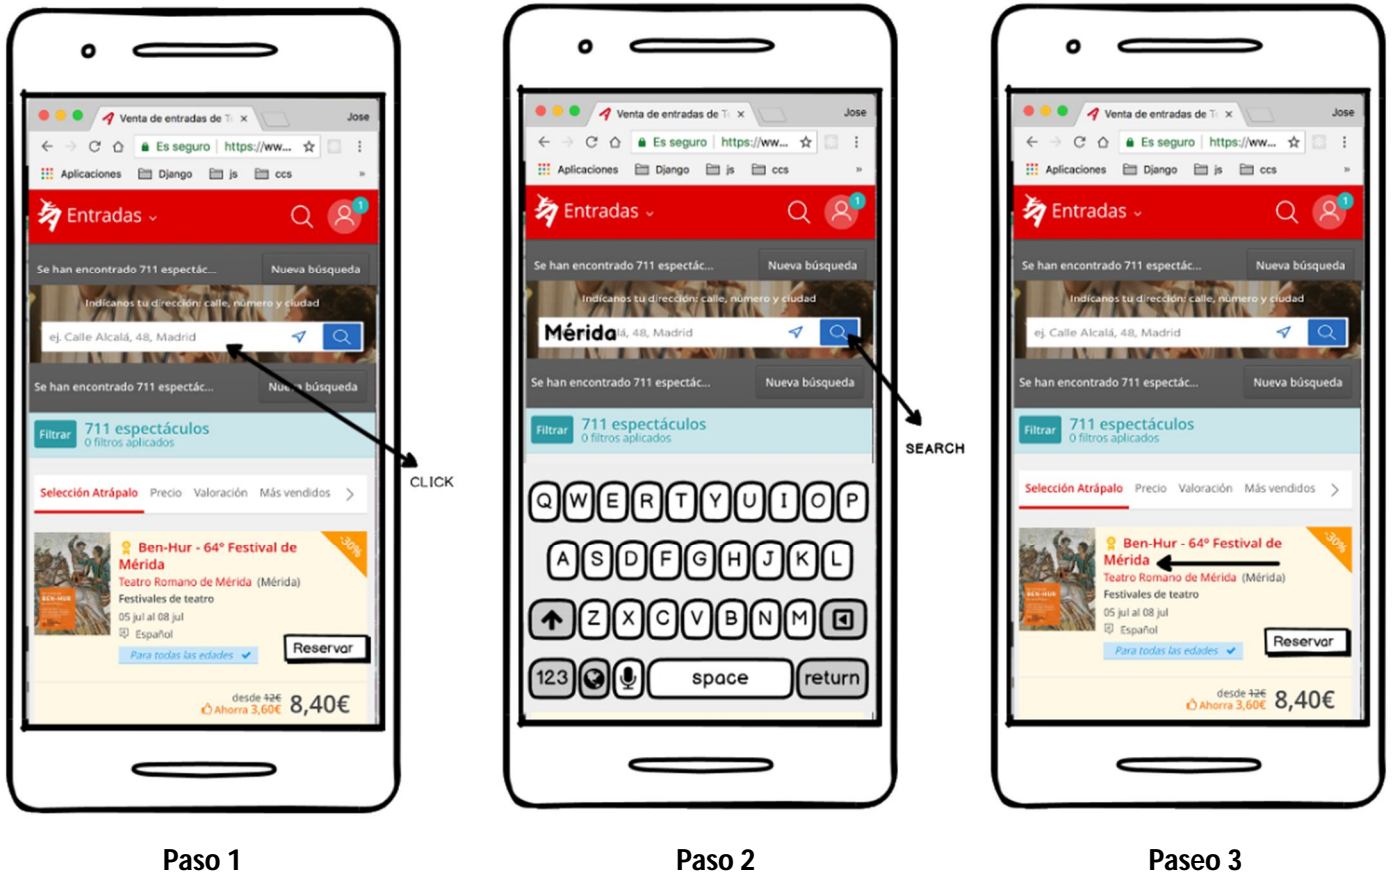 Venta de entradas de T
Jose
Es seguro
https://ww...
Aplicaciones
Django
js
ccs
»
Entradas
1
Se han encontrado 711 espectác...
Nueva búsqueda
Indícanos tu dirección: calle, número y ciudad
ej. Calle Alcalá, 48, Madrid
Se han encontrado 711 espectác...
Nueva búsqueda
Filtrar
711 espectáculos
0 filtros aplicados
CLICK
Selección Atrápalo Precio Valoración Más vendidos
-30%
Ben-Hur - 64º Festival de
Mérida
Teatro Romano de Mérida (Mérida)
Festivales de teatro
05 jul al 08 jul
Español
Para todas las edades
Reservar
BEN-HUR
desde 12€
Ahorra 3,60€
8,40€
Paso 1
Venta de entradas de T
Jose
Es seguro
https://ww...
Aplicaciones
Django
js
ccs
»
Entradas
1
Se han encontrado 711 espectác...
Nueva búsqueda
Indícanos tu dirección: calle, número y ciudad
Mérida lá, 48, Madrid
Se han encontrado 711 espectác...
Nueva búsqueda
Filtrar
711 espectáculos
0 filtros aplicados
SEARCH
Q W E R T Y U I O P
A S D F G H J K L
Z X C V B N M
123 space return
Paso 2
Venta de entradas de T
Jose
Es seguro
https://ww...
Aplicaciones
Django
js
ccs
»
Entradas
1
Se han encontrado 711 espectác...
Nueva búsqueda
Indícanos tu dirección: calle, número y ciudad
ej. Calle Alcalá, 48, Madrid
Se han encontrado 711 espectác...
Nueva búsqueda
Filtrar
711 espectáculos
0 filtros aplicados
Selección Atrápalo Precio Valoración Más vendidos
-30%
Ben-Hur - 64º Festival de
Mérida
Teatro Romano de Mérida (Mérida)
Festivales de teatro
05 jul al 08 jul
Español
Para todas las edades
Reservar
BEN-HUR
desde 12€
Ahorra 3,60€
8,40€
Paseo 3